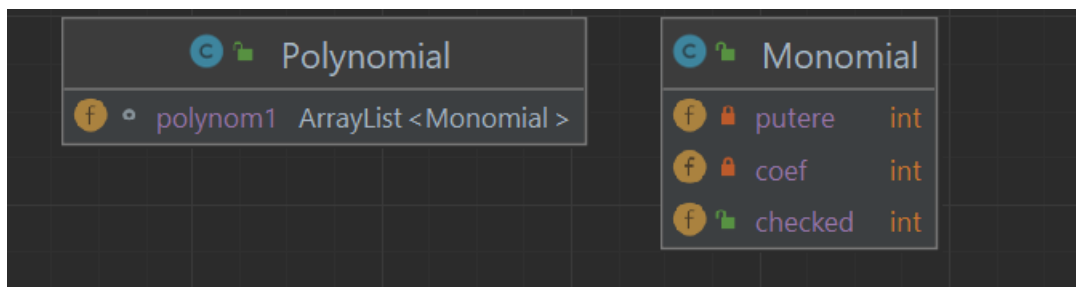 Polynomial
polynom1 ArrayList<Monomial>
Monomial
putere int
coef int
checked int